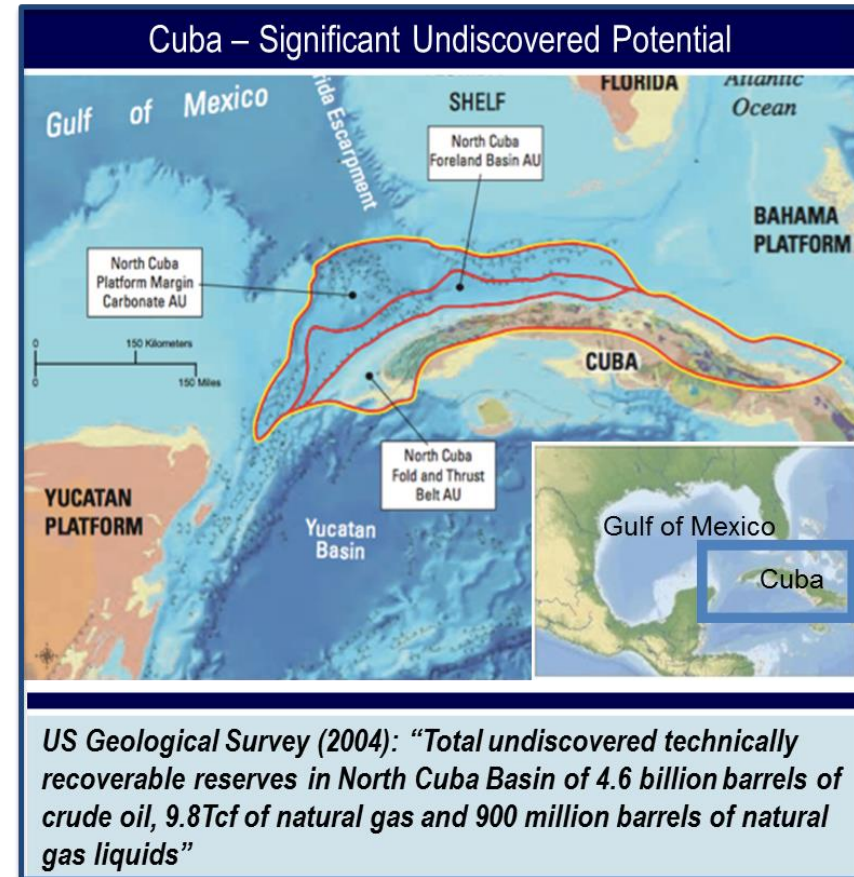 Cuba – Significant Undiscovered Potential
Gulf of Mexico
rida Escarpment
SHELF
FLORIDA
Atlantic
Ocean
North Cuba
Foreland Basin AU
BAHAMA
PLATFORM
North Cuba
Platform Margin
Carbonate AU
0 150 Kilometers
0 150 Miles
CUBA
North Cuba
Fold and Thrust
Belt AU
YUCATAN
PLATFORM
Yucatan
Basin
Gulf of Mexico
Cuba
US Geological Survey (2004): “Total undiscovered technically
recoverable reserves in North Cuba Basin of 4.6 billion barrels of
crude oil, 9.8Tcf of natural gas and 900 million barrels of natural
gas liquids”